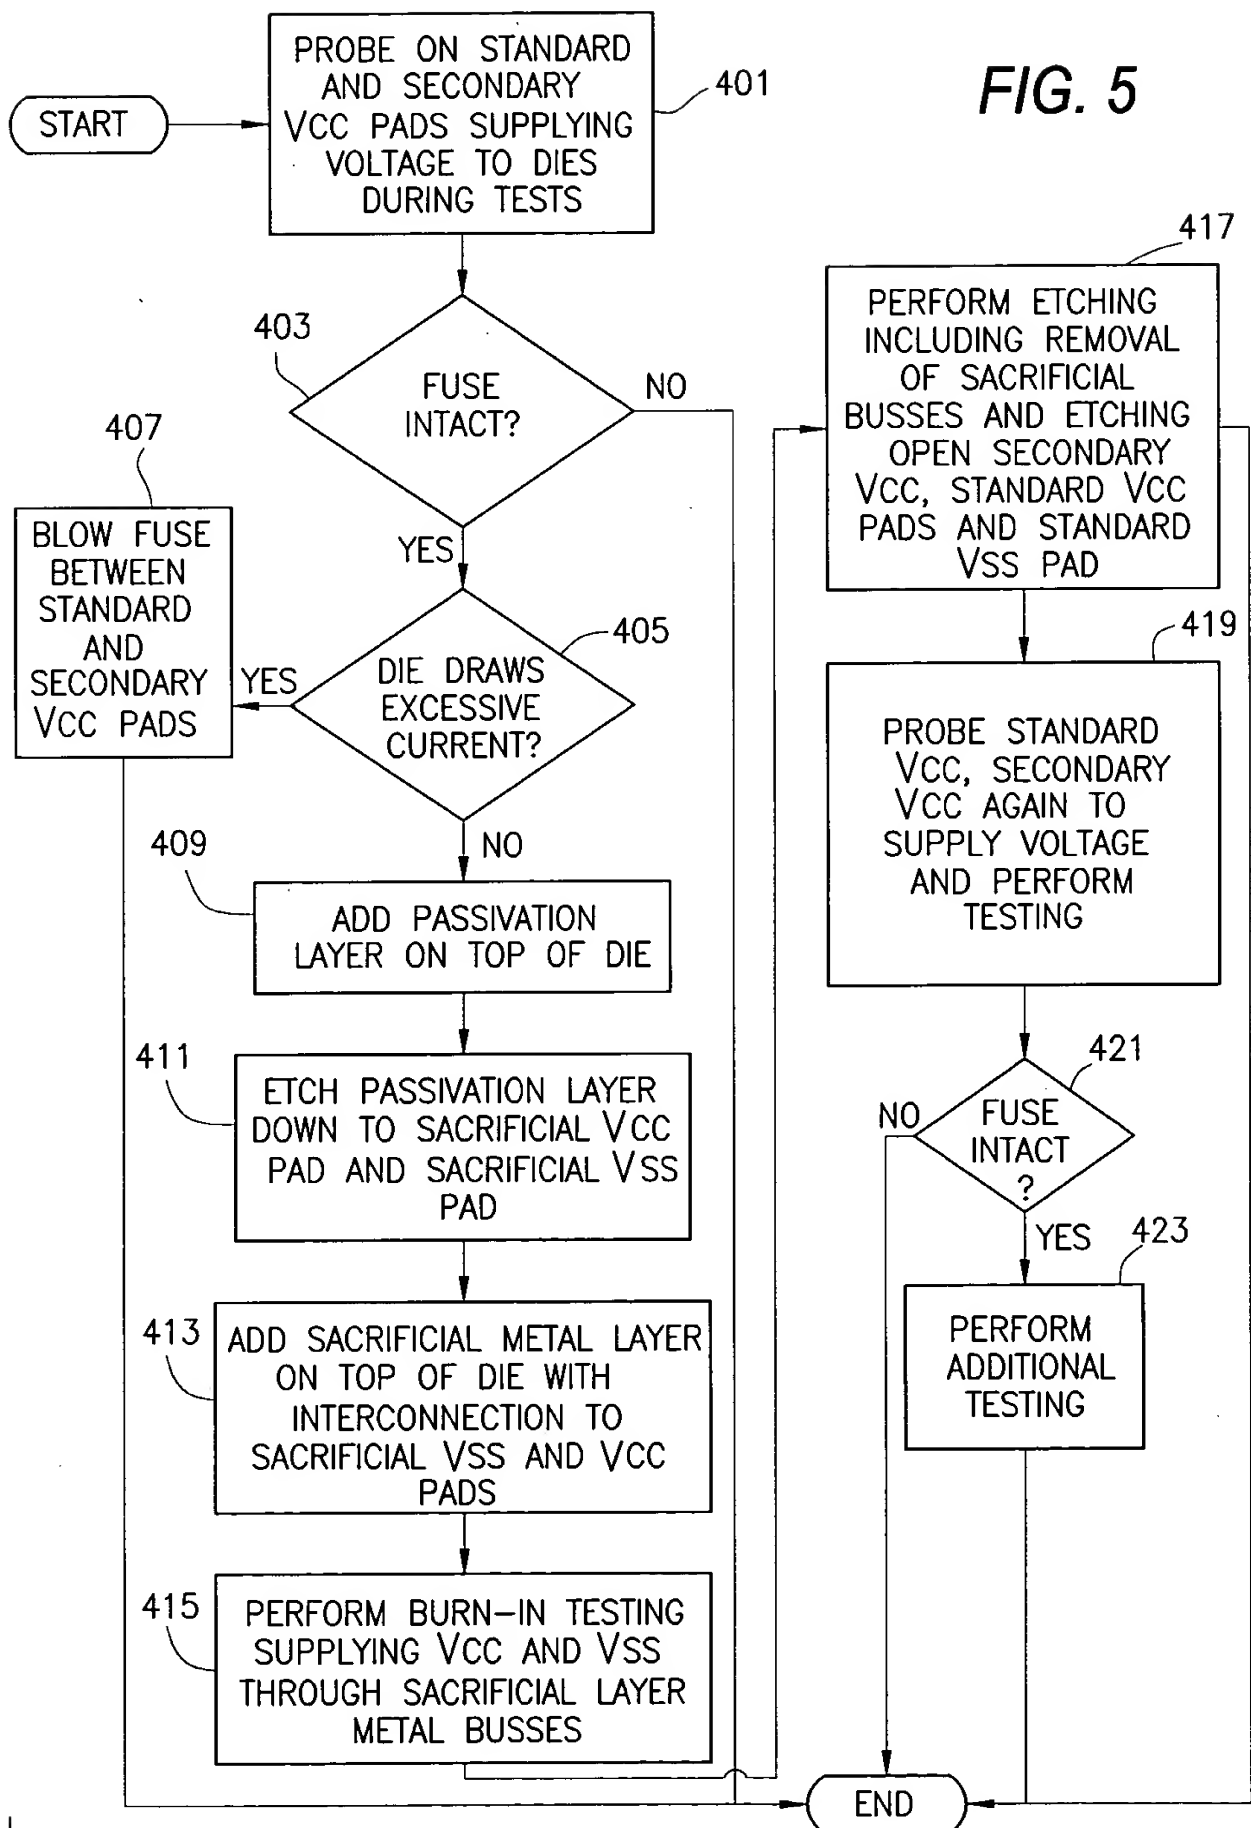 FIG. 5
START
PROBE ON STANDARD
AND SECONDARY
VCC PADS SUPPLYING
VOLTAGE TO DIES
DURING TESTS
401
403
FUSE
INTACT?
NO
YES
407
BLOW FUSE
BETWEEN
STANDARD
AND
SECONDARY
VCC PADS
YES
405
DIE DRAWS
EXCESSIVE
CURRENT?
NO
409
ADD PASSIVATION
LAYER ON TOP OF DIE
411
ETCH PASSIVATION LAYER
DOWN TO SACRIFICIAL VCC
PAD AND SACRIFICIAL VSS
PAD
413
ADD SACRIFICIAL METAL LAYER
ON TOP OF DIE WITH
INTERCONNECTION TO
SACRIFICIAL VSS AND VCC
PADS
415
PERFORM BURN-IN TESTING
SUPPLYING VCC AND VSS
THROUGH SACRIFICIAL LAYER
METAL BUSSES
417
PERFORM ETCHING
INCLUDING REMOVAL
OF SACRIFICIAL
BUSSES AND ETCHING
OPEN SECONDARY
VCC, STANDARD VCC
PADS AND STANDARD
VSS PAD
419
PROBE STANDARD
VCC, SECONDARY
VCC AGAIN TO
SUPPLY VOLTAGE
AND PERFORM
TESTING
421
NO
FUSE
INTACT
?
YES
423
PERFORM
ADDITIONAL
TESTING
END